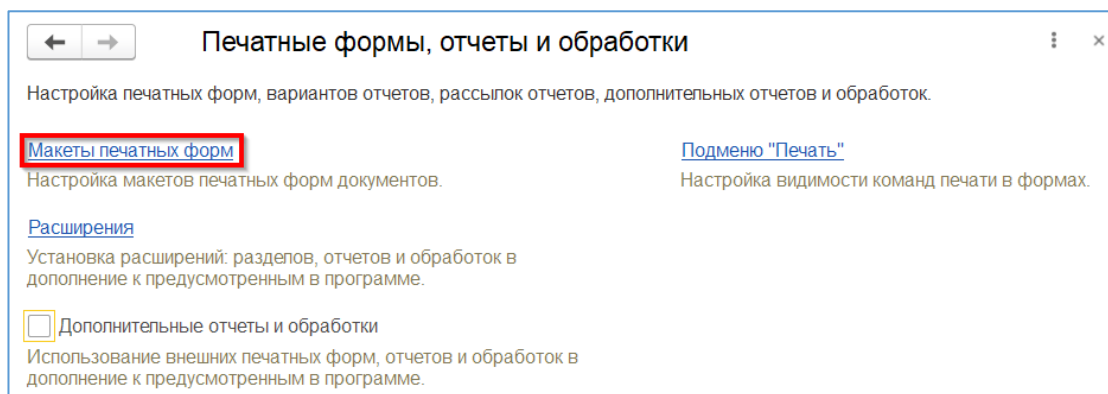 Печатные формы, отчеты и обработки
Настройка печатных форм, вариантов отчетов, рассылок отчетов, дополнительных отчетов и обработок.
Макеты печатных форм
Настройка макетов печатных форм документов.
Подменю "Печать"
Настройка видимости команд печати в формах.
Расширения
Установка расширений: разделов, отчетов и обработок в
дополнение к предусмотренным в программе.
Дополнительные отчеты и обработки
Использование внешних печатных форм, отчетов и обработок в
дополнение к предусмотренным в программе.